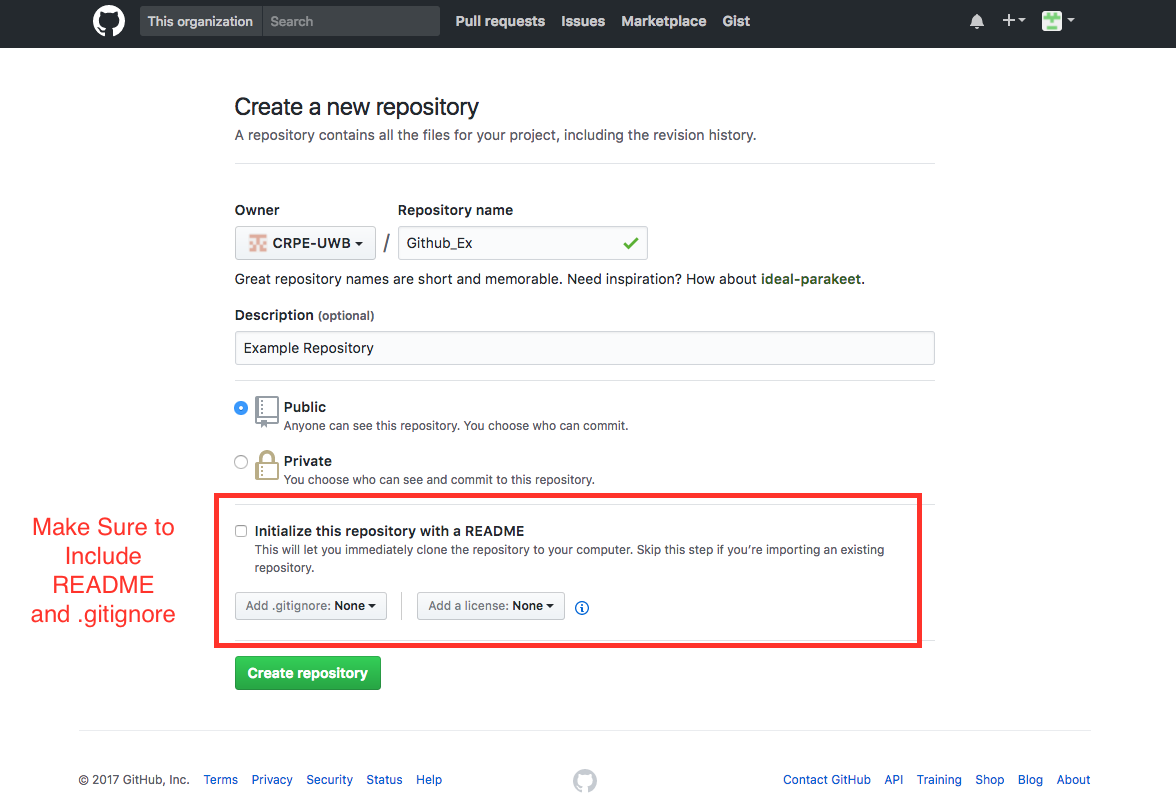 This organization Search Pull requests Issues Marketplace Gist
Create a new repository
A repository contains all the files for your project, including the revision history.
Owner Repository name
CRPE-UWB / Github_Ex
Great repository names are short and memorable. Need inspiration? How about ideal-parakeet.
Description (optional)
Example Repository
Public
Anyone can see this repository. You choose who can commit.
Private
You choose who can see and commit to this repository.
Make Sure to
Include
README
and .gitignore
Initialize this repository with a README
This will let you immediately clone the repository to your computer. Skip this step if you’re importing an existing
repository.
Add .gitignore: None Add a license: None
Create repository
© 2017 GitHub, Inc. Terms Privacy Security Status Help Contact GitHub API Training Shop Blog About